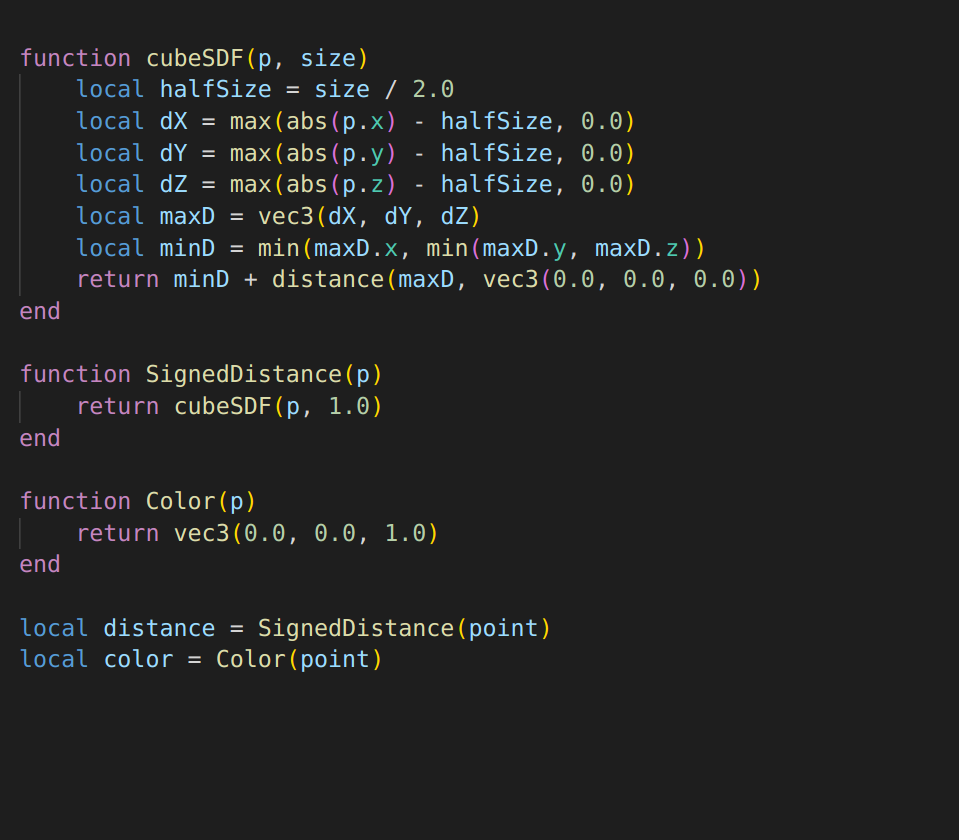 function cubeSDF(p, size)
    local halfSize = size / 2.0
    local dX = max(abs(p.x) - halfSize, 0.0)
    local dY = max(abs(p.y) - halfSize, 0.0)
    local dZ = max(abs(p.z) - halfSize, 0.0)
    local maxD = vec3(dX, dY, dZ)
    local minD = min(maxD.x, min(maxD.y, maxD.z))
    return minD + distance(maxD, vec3(0.0, 0.0, 0.0))
end

function SignedDistance(p)
    return cubeSDF(p, 1.0)
end

function Color(p)
    return vec3(0.0, 0.0, 1.0)
end

local distance = SignedDistance(point)
local color = Color(point)